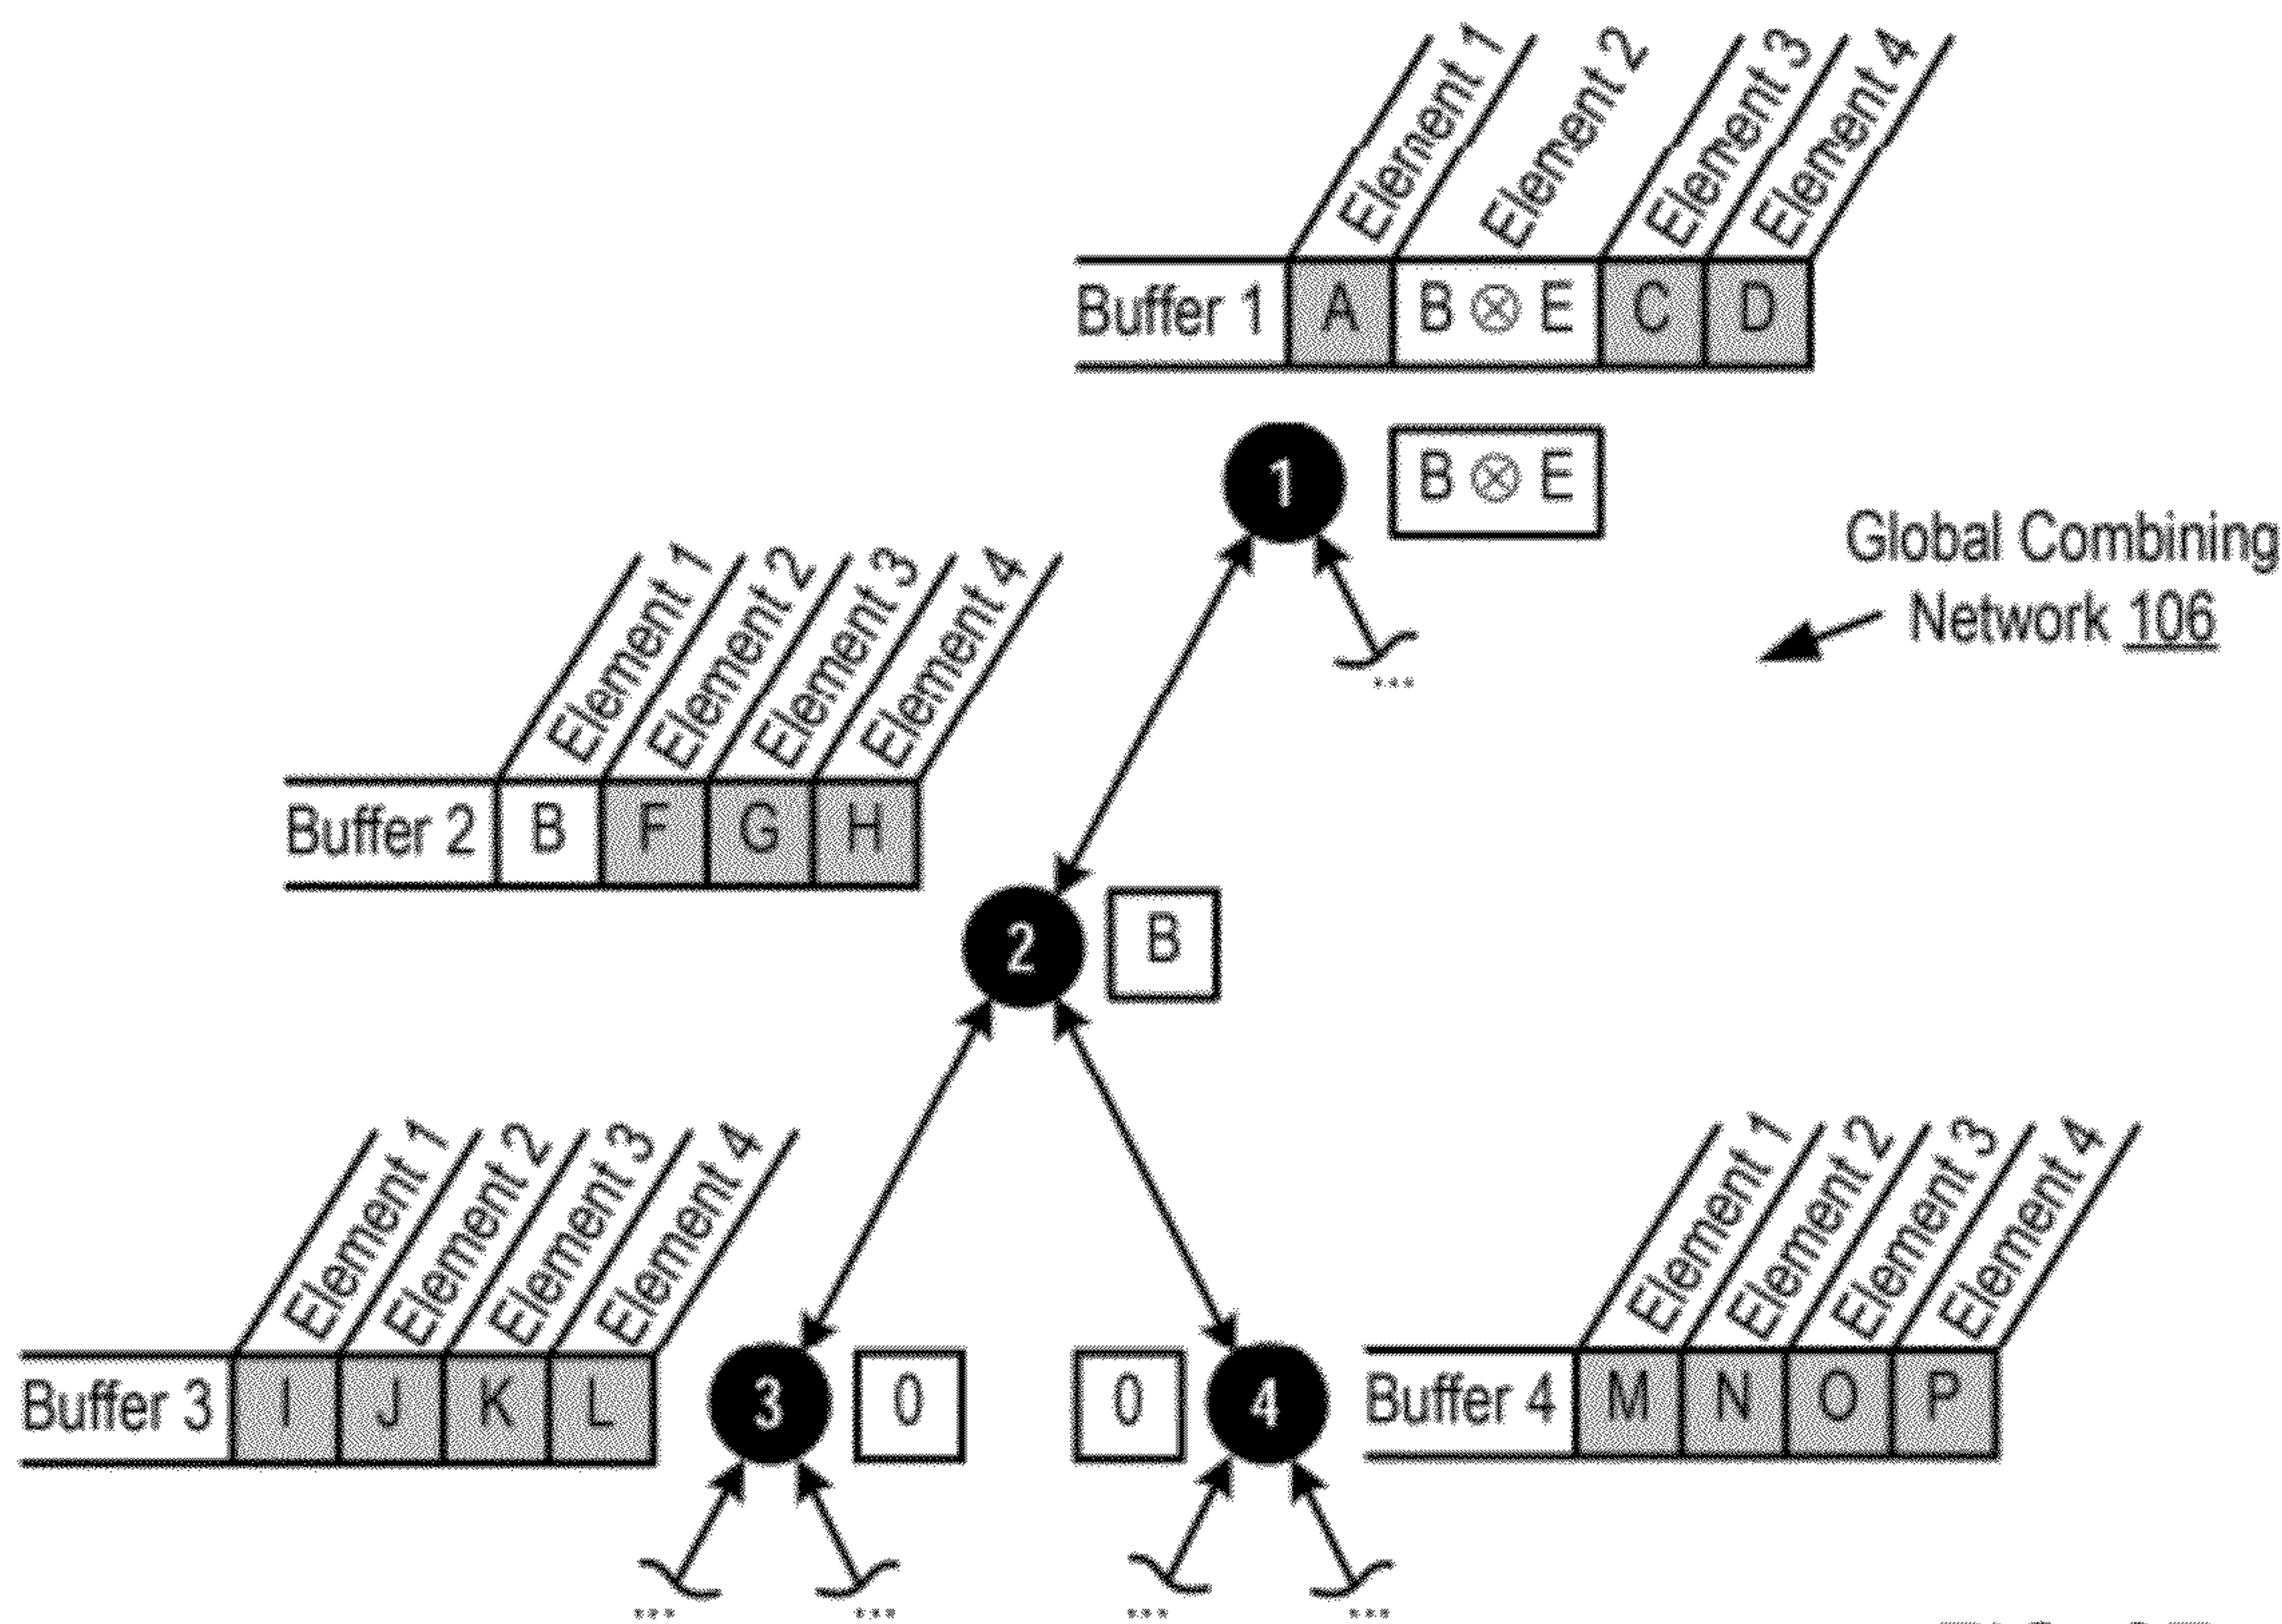 Element 1
Element 2
Element 3
Element 4
Buffer 1 A B ⊗ E C D
1 B ⊗ E
Global Combining
Network 106
...
Element 1
Element 2
Element 3
Element 4
Buffer 2 B F G H
2 B
Element 1
Element 2
Element 3
Element 4
Buffer 3 I J K L
3 0
0 4
Element 1
Element 2
Element 3
Element 4
Buffer 4 M N O P
... ... ... ...